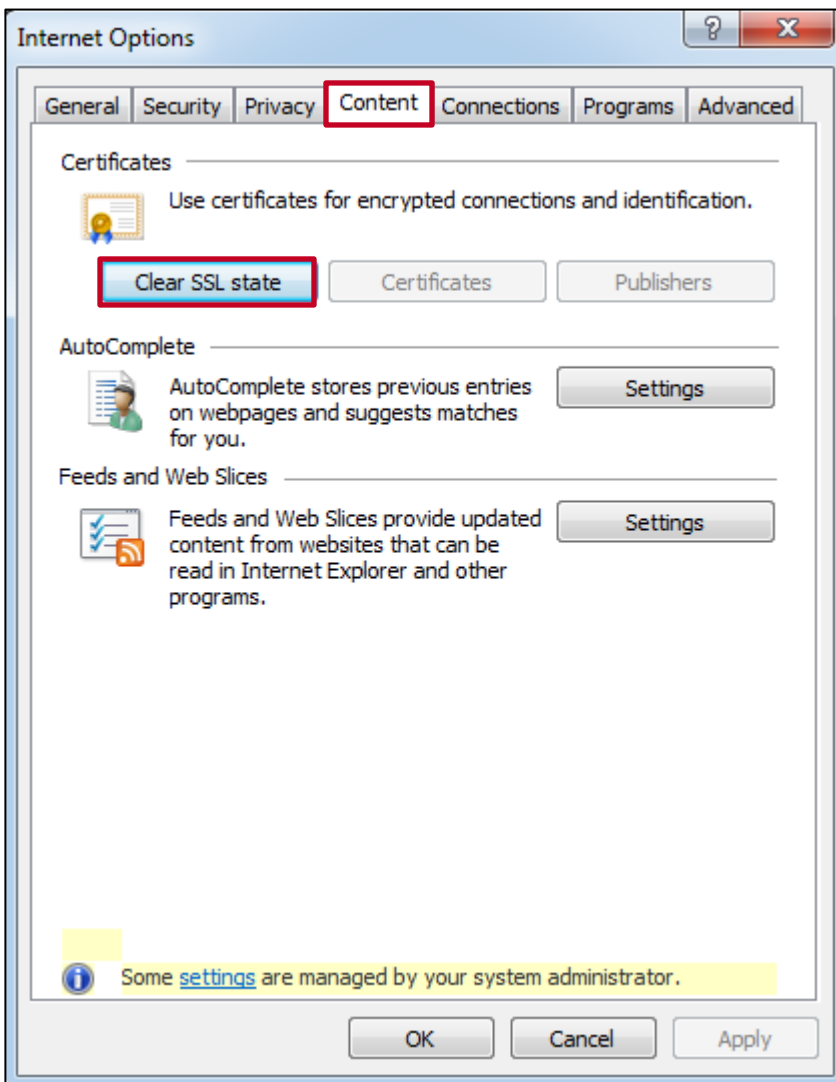 Internet Options
?
X
General Security Privacy Content Connections Programs Advanced
Certificates
Use certificates for encrypted connections and identification.
Clear SSL state Certificates Publishers
AutoComplete
AutoComplete stores previous entries
on webpages and suggests matches
for you.
Settings
Feeds and Web Slices
Feeds and Web Slices provide updated
content from websites that can be
read in Internet Explorer and other
programs.
Settings
Some settings are managed by your system administrator.
OK Cancel Apply